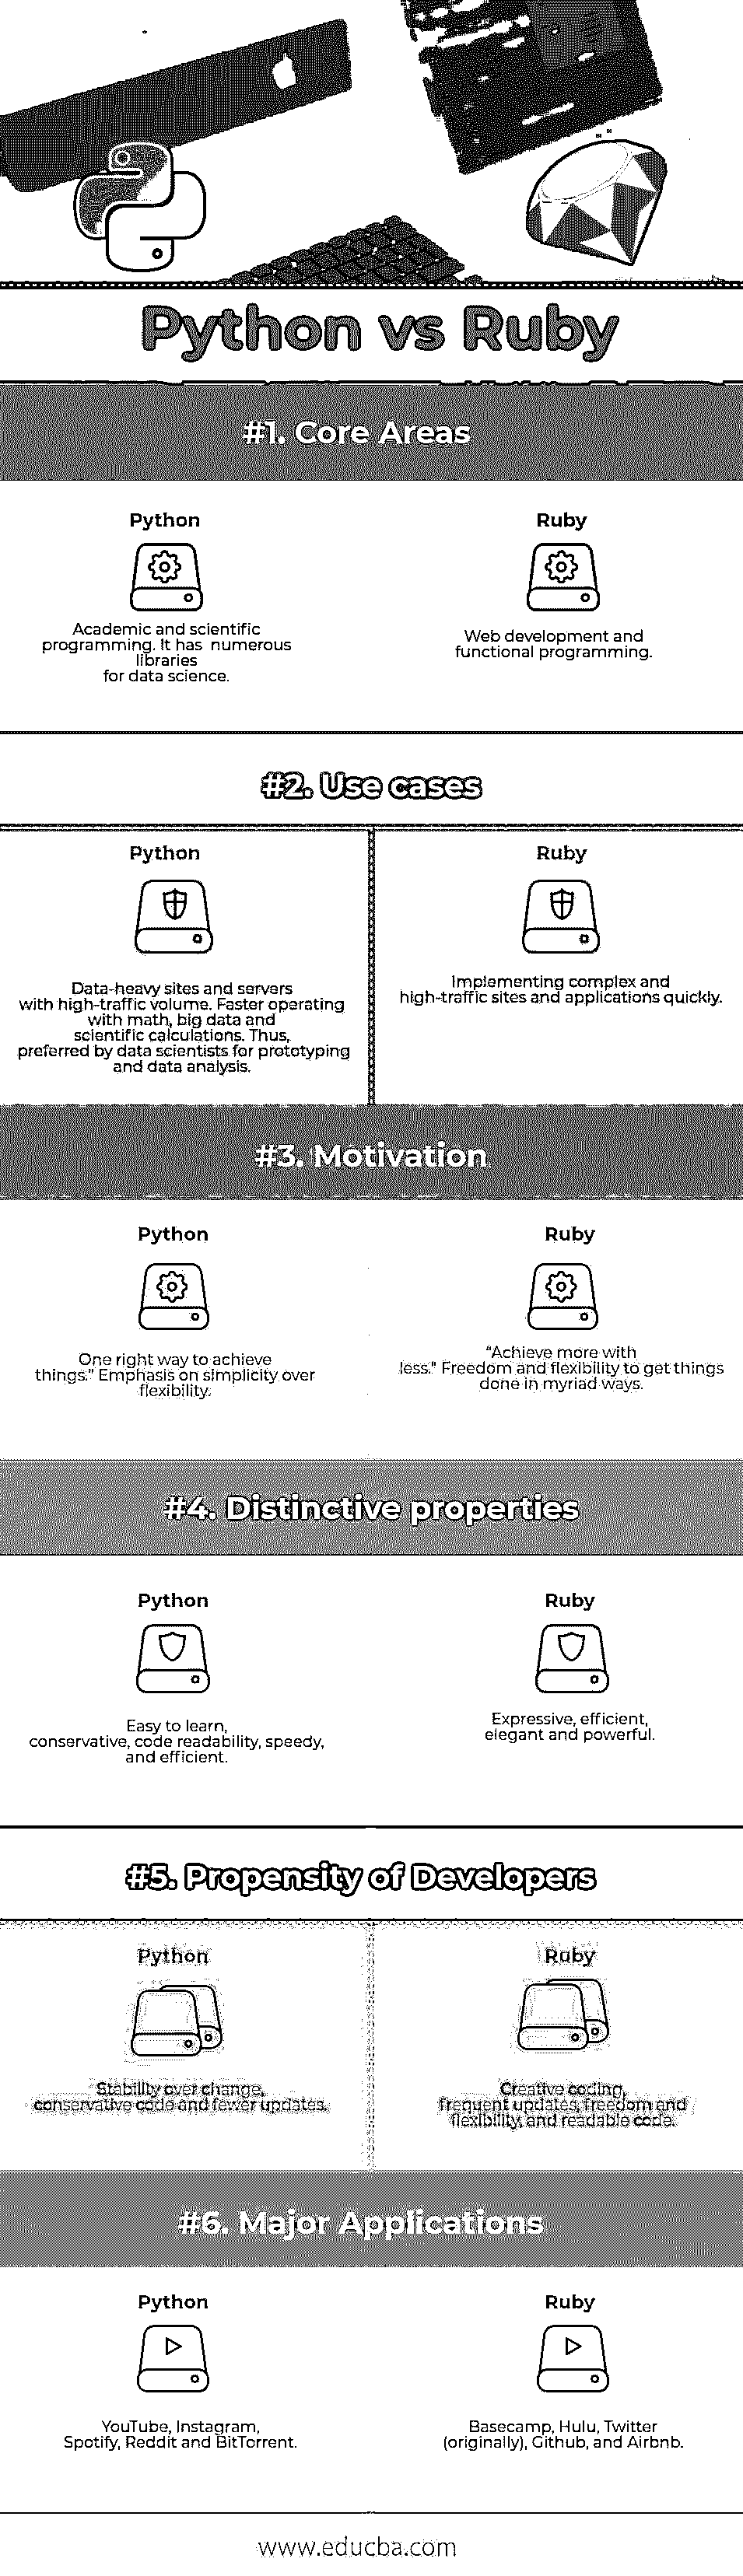 Python vs Ruby
#1. Core Areas
Python
Academic and scientific
programming. It has numerous
libraries
for data science.
Ruby
Web development and
functional programming.
#2. Use cases
Python
Data-heavy sites and servers
with high-traffic volume. Faster operating
with math, big data and
scientific calculations. Thus,
preferred by data scientists for prototyping
and data analysis.
Ruby
Implementing complex and
high-traffic sites and applications quickly.
#3. Motivation
Python
One right way to achieve
things." Emphasis on simplicity over
flexibility.
Ruby
"Achieve more with
less." Freedom and flexibility to get things
done in myriad ways.
#4. Distinctive properties
Python
Easy to learn,
conservative, code readability, speedy,
and efficient.
Ruby
Expressive, efficient,
elegant and powerful.
#5. Propensity of Developers
Python
Stability over change,
conservative code and fewer updates.
Ruby
Creative coding,
frequent updates, freedom and
flexibility, and readable code.
#6. Major Applications
Python
YouTube, Instagram,
Spotify, Reddit and BitTorrent.
Ruby
Basecamp, Hulu, Twitter
(originally), Github, and Airbnb.
www.educba.com